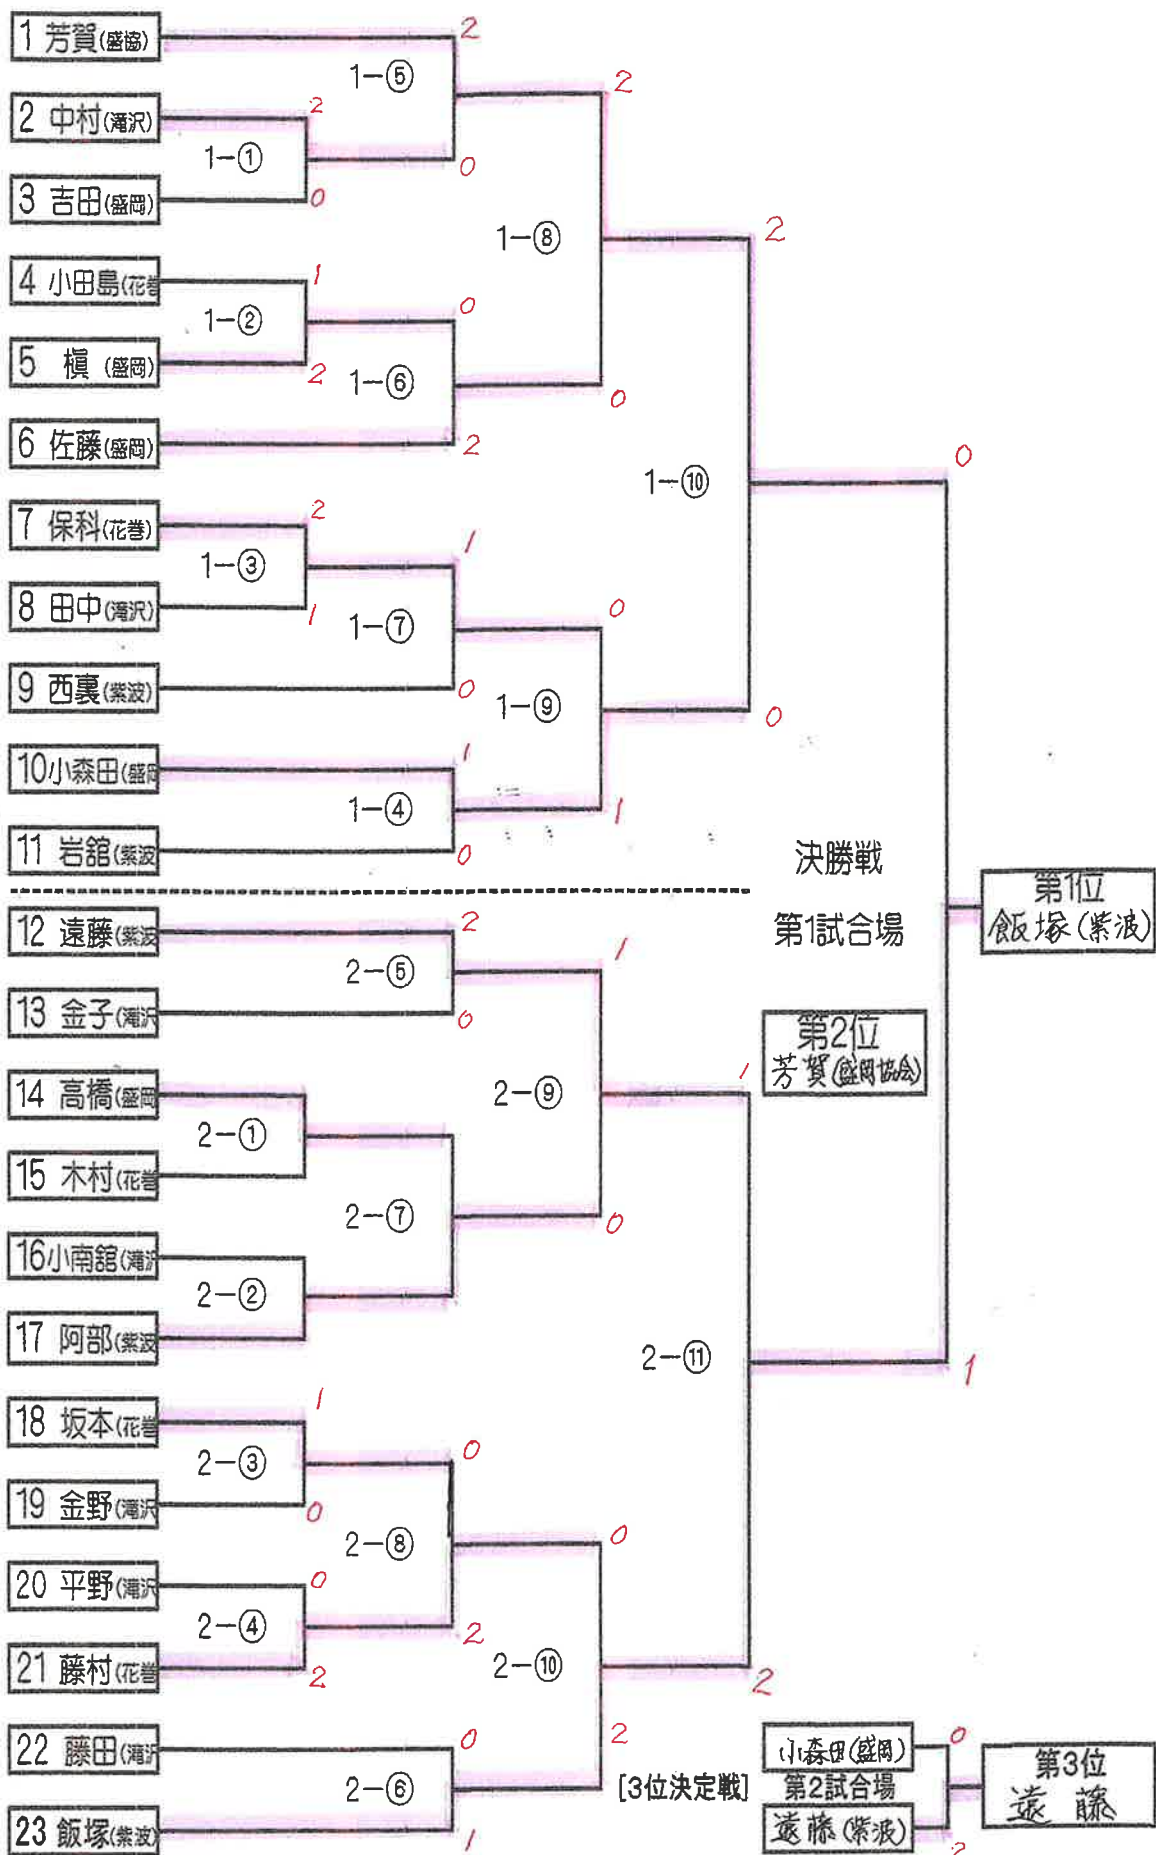 1 芳賀(盛協)
2
1-⑤
2
2 中村(滝沢)
2
1-①
0
3 吉田(盛岡)
0
1-⑧
2
4 小田島(花巻
1
1-②
0
5 槇 (盛岡)
2
1-⑥
0
6 佐藤(盛岡)
2
1-⑩
0
7 保科(花巻)
2
1
1-③
8 田中(滝沢)
1
1-⑦
0
9 西裏(紫波)
0
1-⑨
0
10小森田(盛岡
1
1-④
1
11 岩舘(紫波
0
決勝戦
第1位
飯塚(紫波)
12 遠藤(紫波
2
第1試合場
1
2-⑤
13 金子(滝沢
0
第2位
芳賀(盛岡協会)
14 高橋(盛岡
2-⑨
1
2-①
15 木村(花巻
2-⑦
0
16小南舘(滝沢
2-②
17 阿部(紫波
2-⑪
1
18 坂本(花巻
1
2-③
0
19 金野(滝沢
0
2-⑧
0
20 平野(滝沢
0
2-④
2
21 藤村(花巻
2
2-⑩
2
22 藤田(滝沢
0
2
小森田(盛岡)
0
2-⑥
[3位決定戦]
第2試合場
第3位
遠藤
23 飯塚(紫波)
1
遠藤(紫波)
2